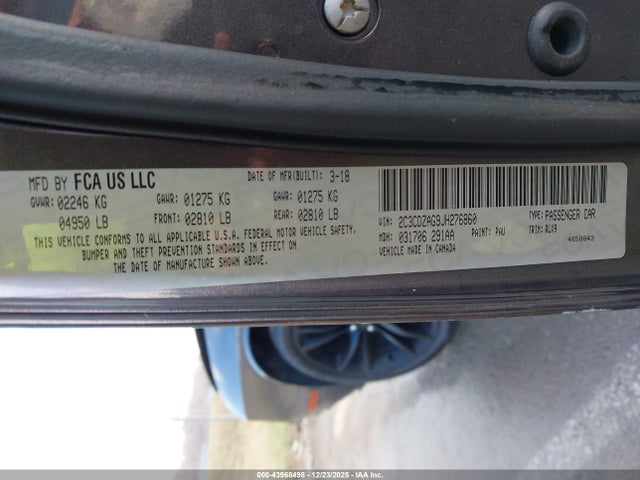 MFD BY FCA US LLC
DATE OF MFR(BUILT): 3-18
GVWR: 02246 KG
GAWR: 01275 KG
GAWR: 01275 KG
04950 LB
FRONT: 02810 LB
REAR: 02810 LB
THIS VEHICLE CONFORMS TO ALL APPLICABLE U.S.A. FEDERAL MOTOR VEHICLE SAFETY,
BUMPER AND THEFT PREVENTION STANDARDS IN EFFECT ON
THE DATE OF MANUFACTURE SHOWN ABOVE.
VIN: 2C3CDZAG9JH276860
TYPE: PASSENGER CAR
MDH: 031706 291AA
PAINT: PAU
TRIM: RLX9
VEHICLE MADE IN CANADA
4658843
000-43968498 - 12/23/2025 - IAA Inc.